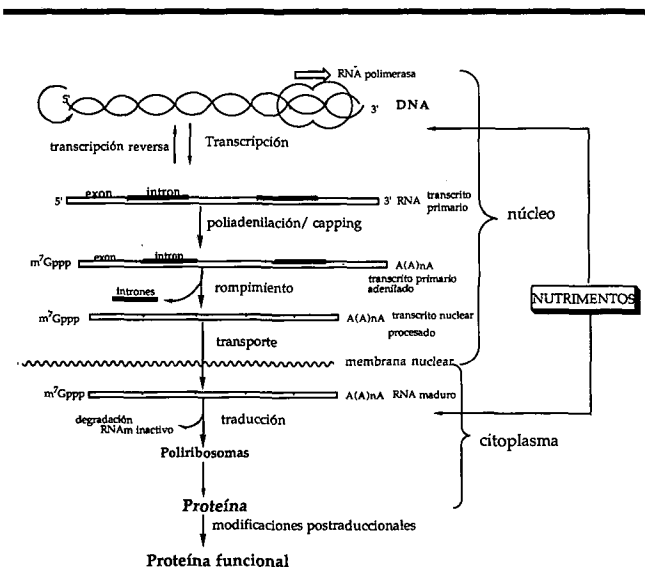 RNA polimerasa
5'
3'
DNA
transcripción reversa
Transcripción
exon
intron
5'
3' RNA
transcrito
primario
núcleo
poliadenilación/ capping
exon
intron
m⁷Gppp
A(A)nA
transcrito primario
adenilado
intrones
rompimiento
NUTRIMENTOS
m⁷Gppp
A(A)nA
transcrito nuclear
procesado
transporte
membrana nuclear
m⁷Gppp
A(A)nA
RNA maduro
degradación
RNAm inactivo
traducción
citoplasma
Poliribosomas
Proteína
modificaciones postraduccionales
Proteína funcional